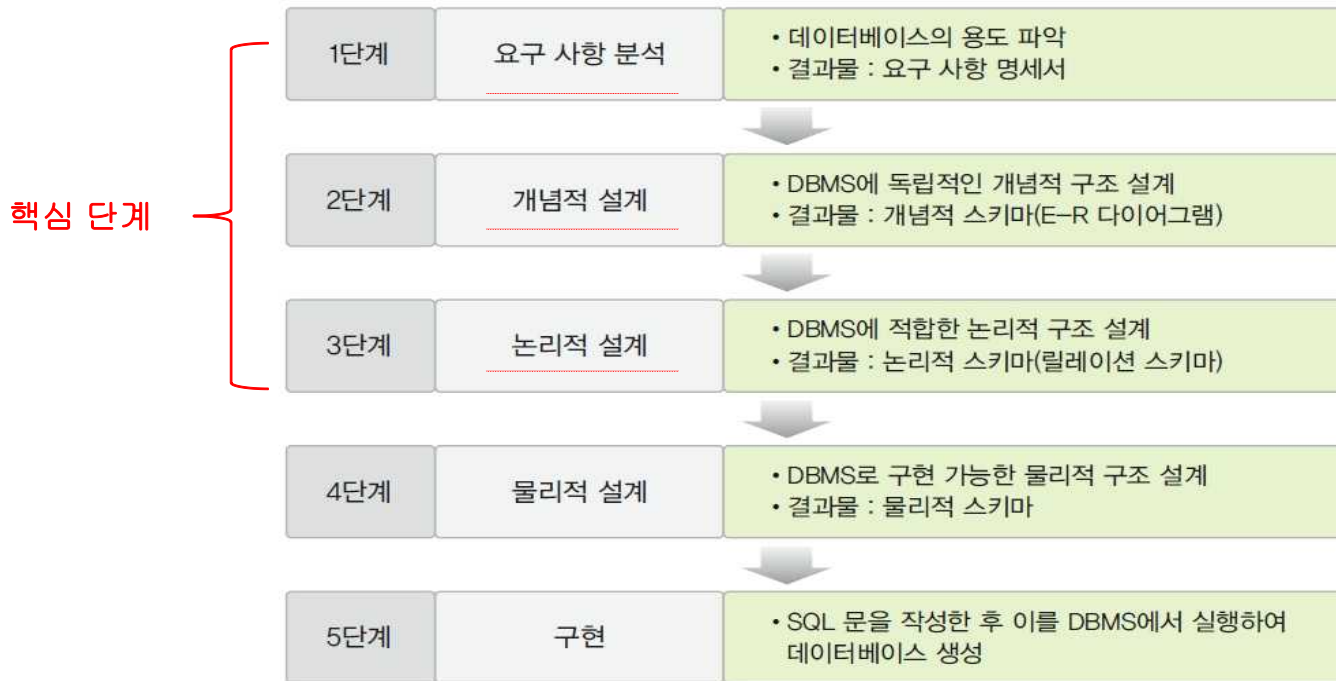 1단계
요구 사항 분석
• 데이터베이스의 용도 파악
• 결과물 : 요구 사항 명세서
핵심 단계
2단계
개념적 설계
• DBMS에 독립적인 개념적 구조 설계
• 결과물 : 개념적 스키마(E-R 다이어그램)
3단계
논리적 설계
• DBMS에 적합한 논리적 구조 설계
• 결과물 : 논리적 스키마(릴레이션 스키마)
4단계
물리적 설계
• DBMS로 구현 가능한 물리적 구조 설계
• 결과물 : 물리적 스키마
5단계
구현
• SQL 문을 작성한 후 이를 DBMS에서 실행하여
데이터베이스 생성